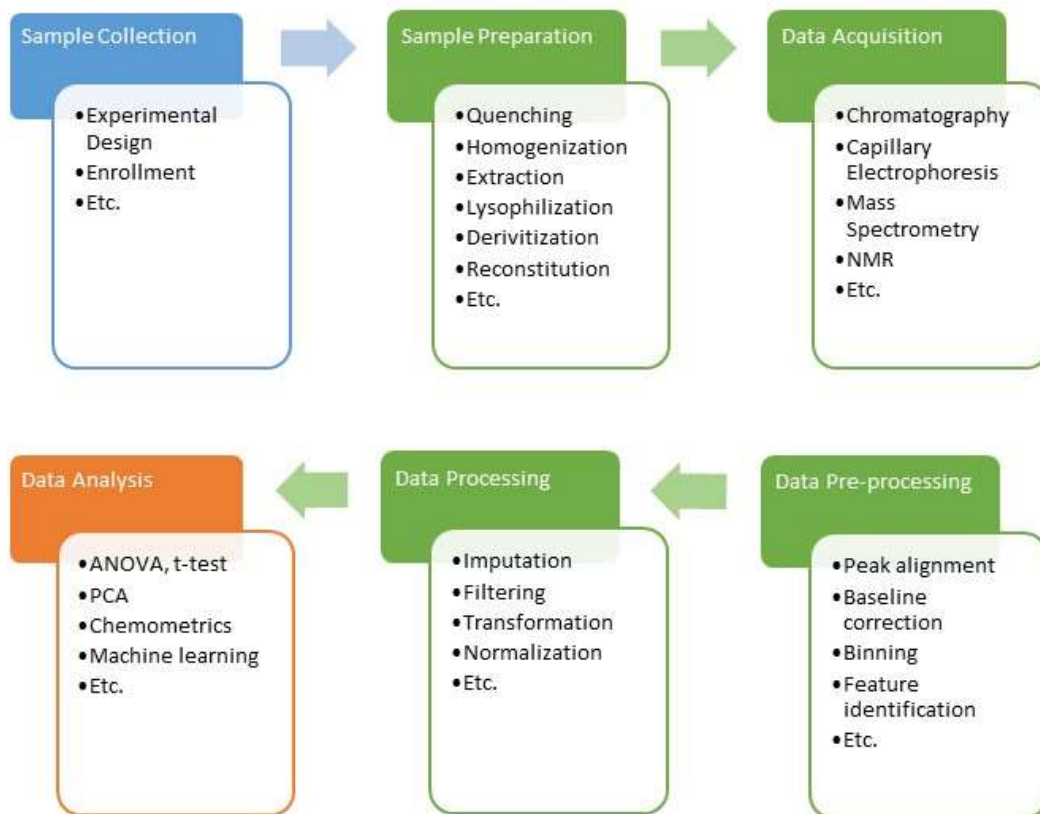 Sample Collection
•Experimental
Design
•Enrollment
•Etc.
Sample Preparation
•Quenching
•Homogenization
•Extraction
•Lysophilization
•Derivitization
•Reconstitution
•Etc.
Data Acquisition
•Chromatography
•Capillary
Electrophoresis
•Mass
Spectrometry
•NMR
•Etc.
Data Pre-processing
•Peak alignment
•Baseline
correction
•Binning
•Feature
identification
•Etc.
Data Processing
•Imputation
•Filtering
•Transformation
•Normalization
•Etc.
Data Analysis
•ANOVA, t-test
•PCA
•Chemometrics
•Machine learning
•Etc.